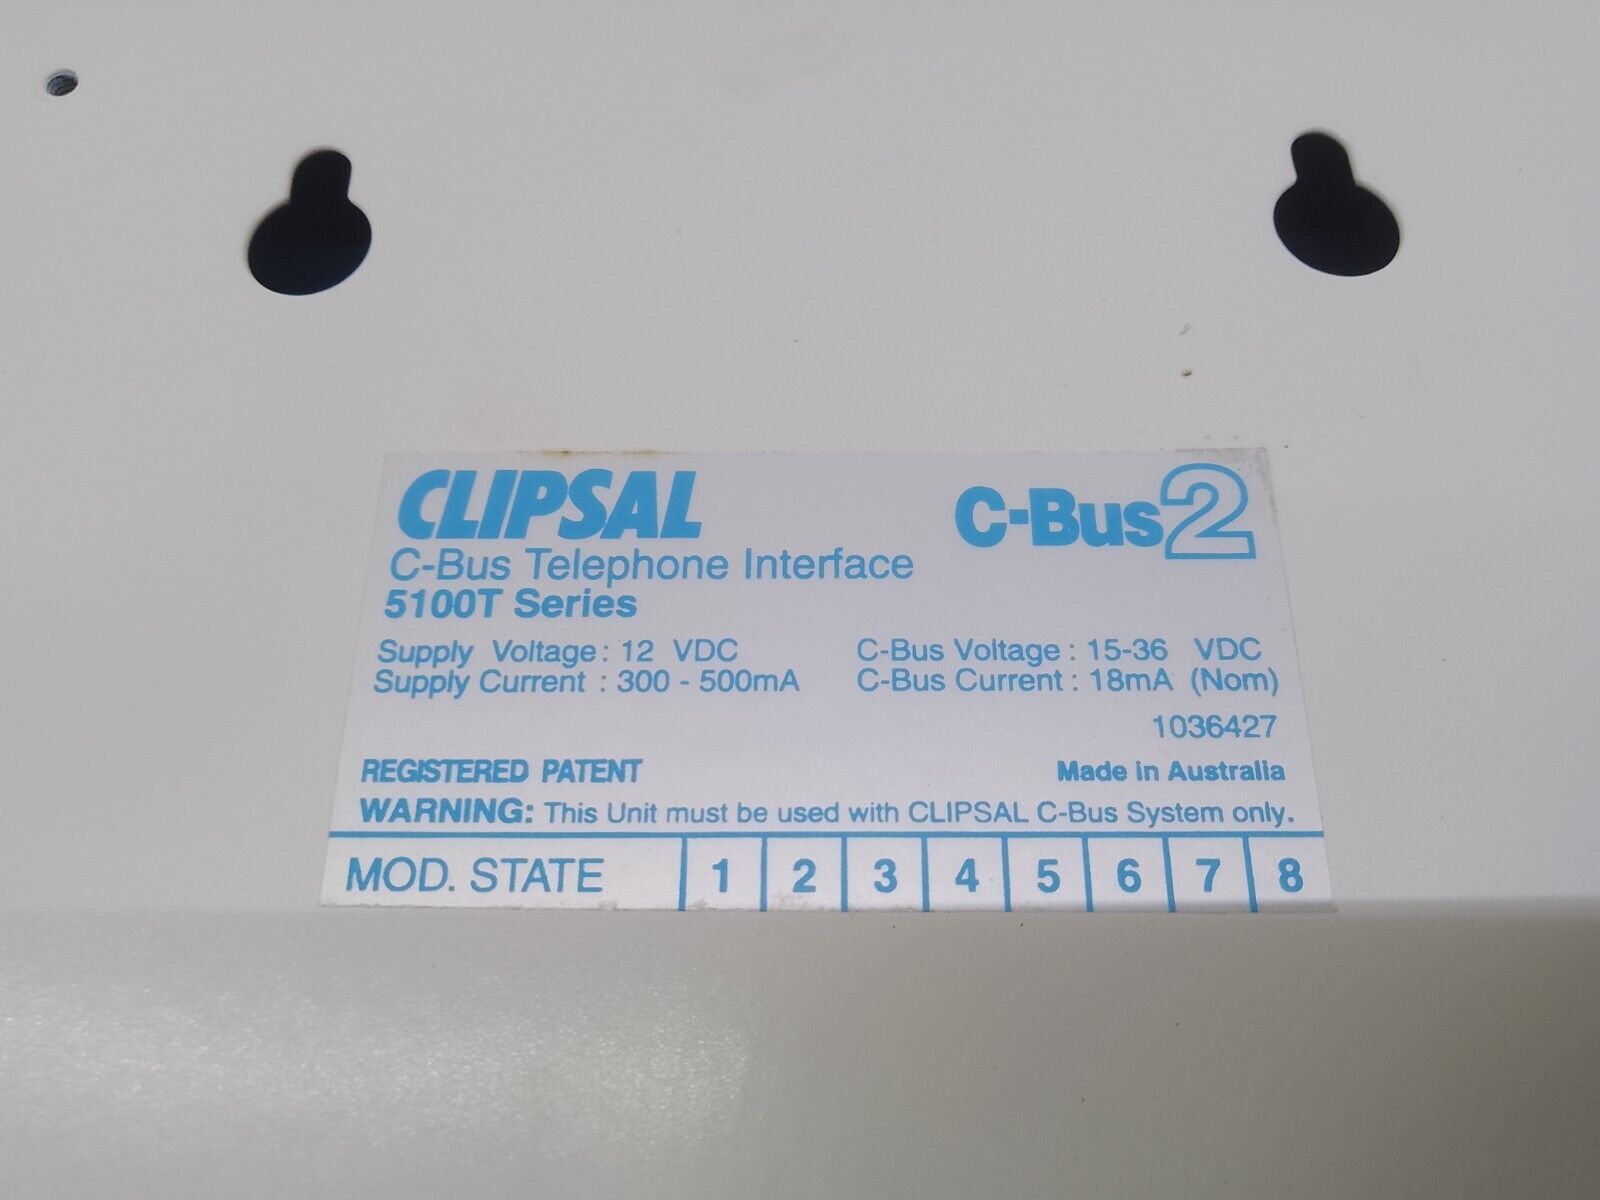 CLIPSAL C-Bus2
C-Bus Telephone Interface
5100T Series
Supply Voltage: 12 VDC C-Bus Voltage: 15-36 VDC
Supply Current: 300 - 500mA C-Bus Current: 18mA (Nom)
1036427
REGISTERED PATENT Made in Australia
WARNING: This Unit must be used with CLIPSAL C-Bus System only.
MOD. STATE 1 2 3 4 5 6 7 8